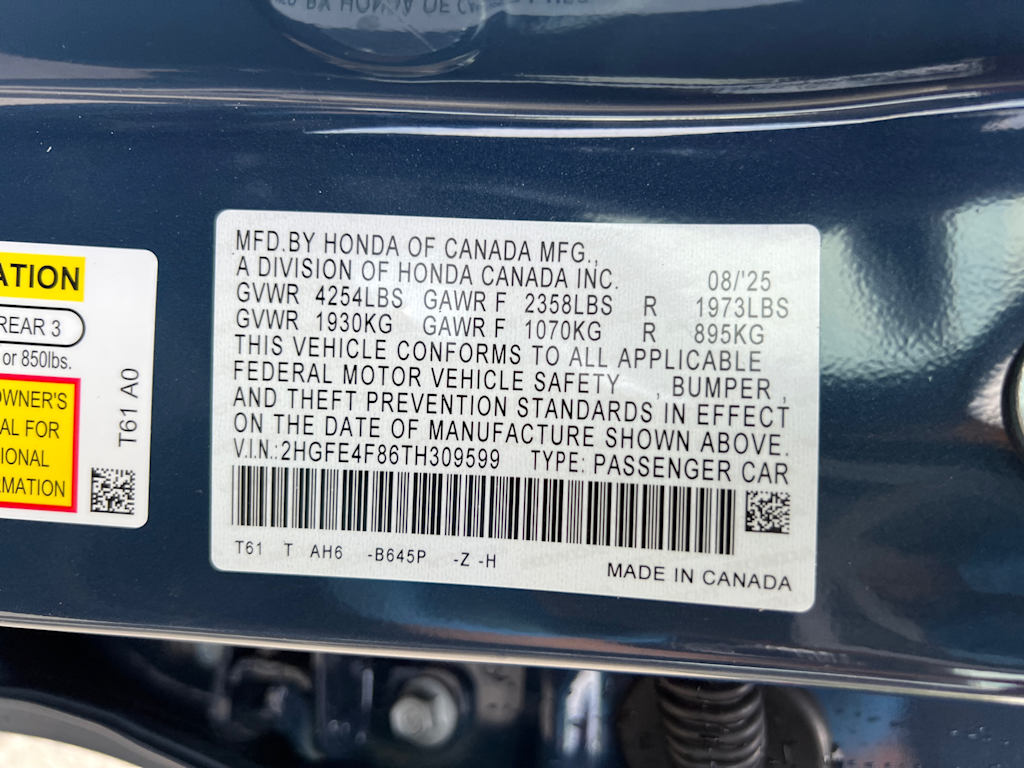 MFD.BY HONDA OF CANADA MFG.,
A DIVISION OF HONDA CANADA INC. 08/'25
GVWR 4254LBS GAWR F 2358LBS R 1973LBS
GVWR 1930KG GAWR F 1070KG R 895KG
THIS VEHICLE CONFORMS TO ALL APPLICABLE
FEDERAL MOTOR VEHICLE SAFETY , BUMPER ,
AND THEFT PREVENTION STANDARDS IN EFFECT
ON THE DATE OF MANUFACTURE SHOWN ABOVE.
V.I.N.:2HGFE4F86TH309599 TYPE: PASSENGER CAR
T61 T AH6 -B645P -Z -H
MADE IN CANADA
ATION
REAR 3
or 850lbs.
OWNER'S
AL FOR
IONAL
RMATION
T61 A0